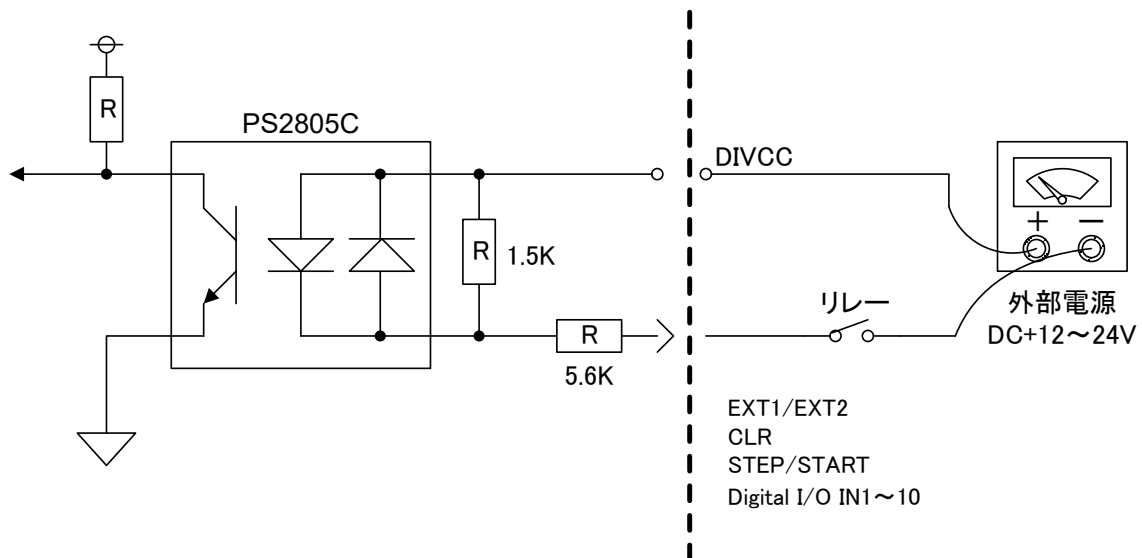 R
PS2805C
DIVCC
R
1.5K
+ −
リレー
外部電源
DC+12～24V
R
5.6K
EXT1/EXT2
CLR
STEP/START
Digital I/O IN1～10